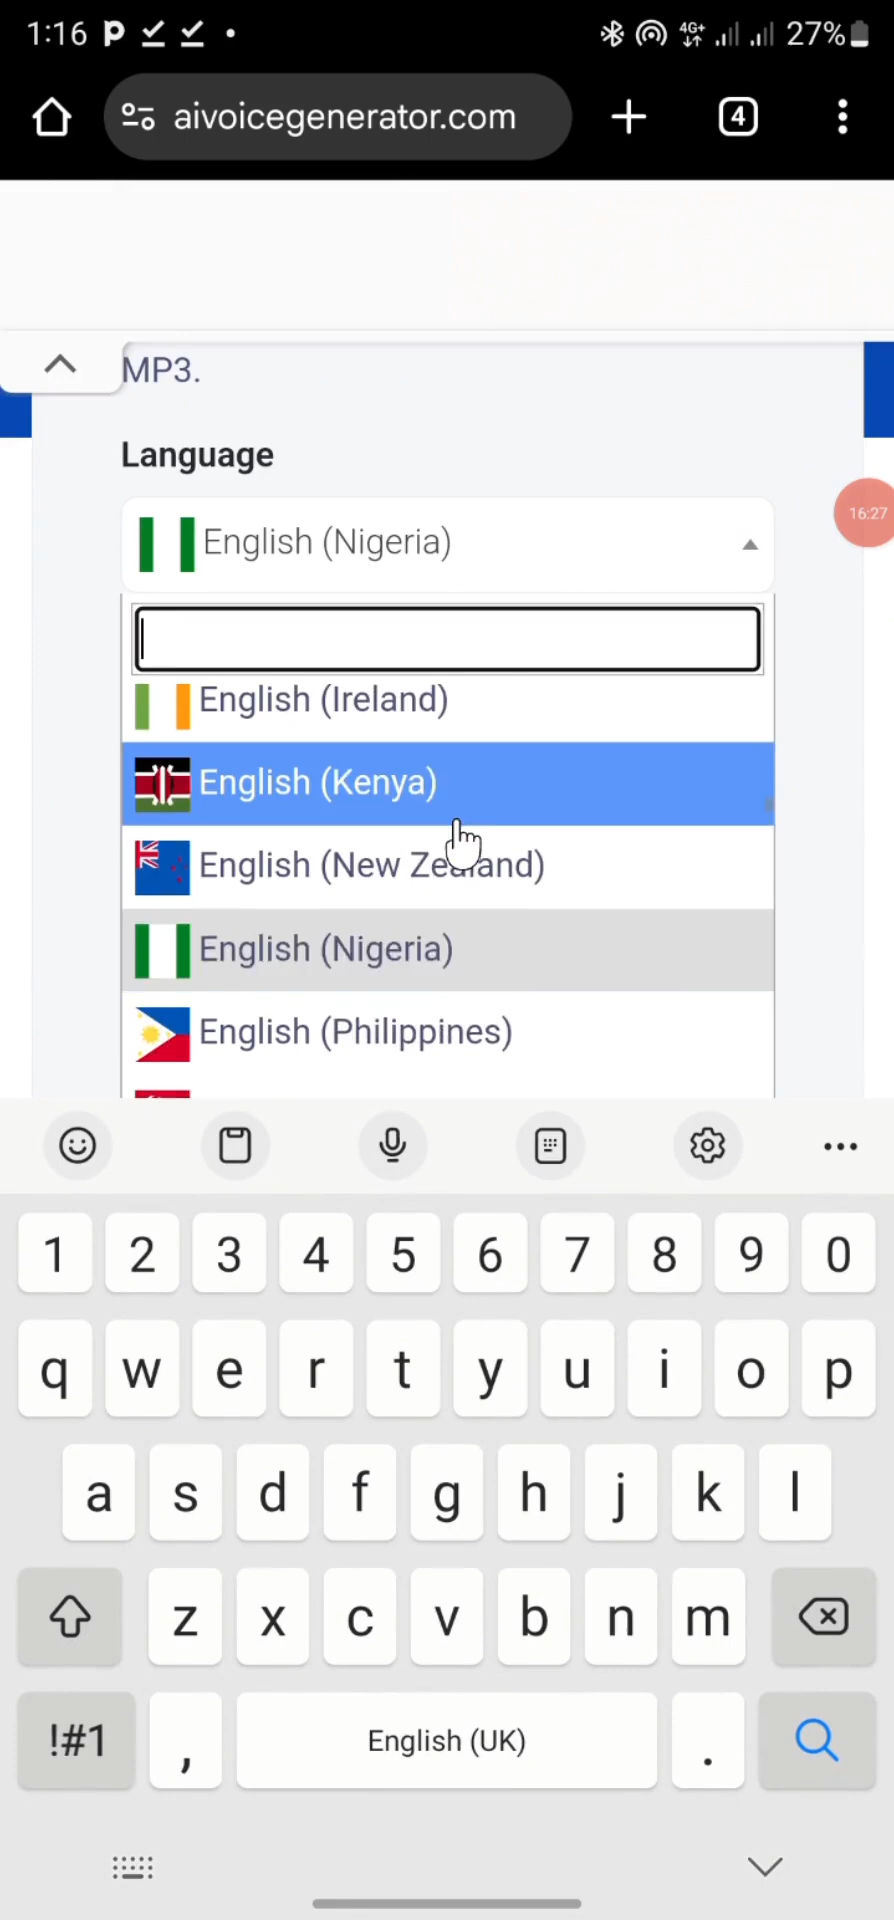 1:16
4G+
27%
aivoicegenerator.com
4
MP3.
Language
English (Nigeria)
16:27
English (Ireland)
English (Kenya)
English (New Zealand)
English (Nigeria)
English (Philippines)
1 2 3 4 5 6 7 8 9 0
q w e r t y u i o p
a s d f g h j k l
z x c v b n m
!#1 , English (UK) .